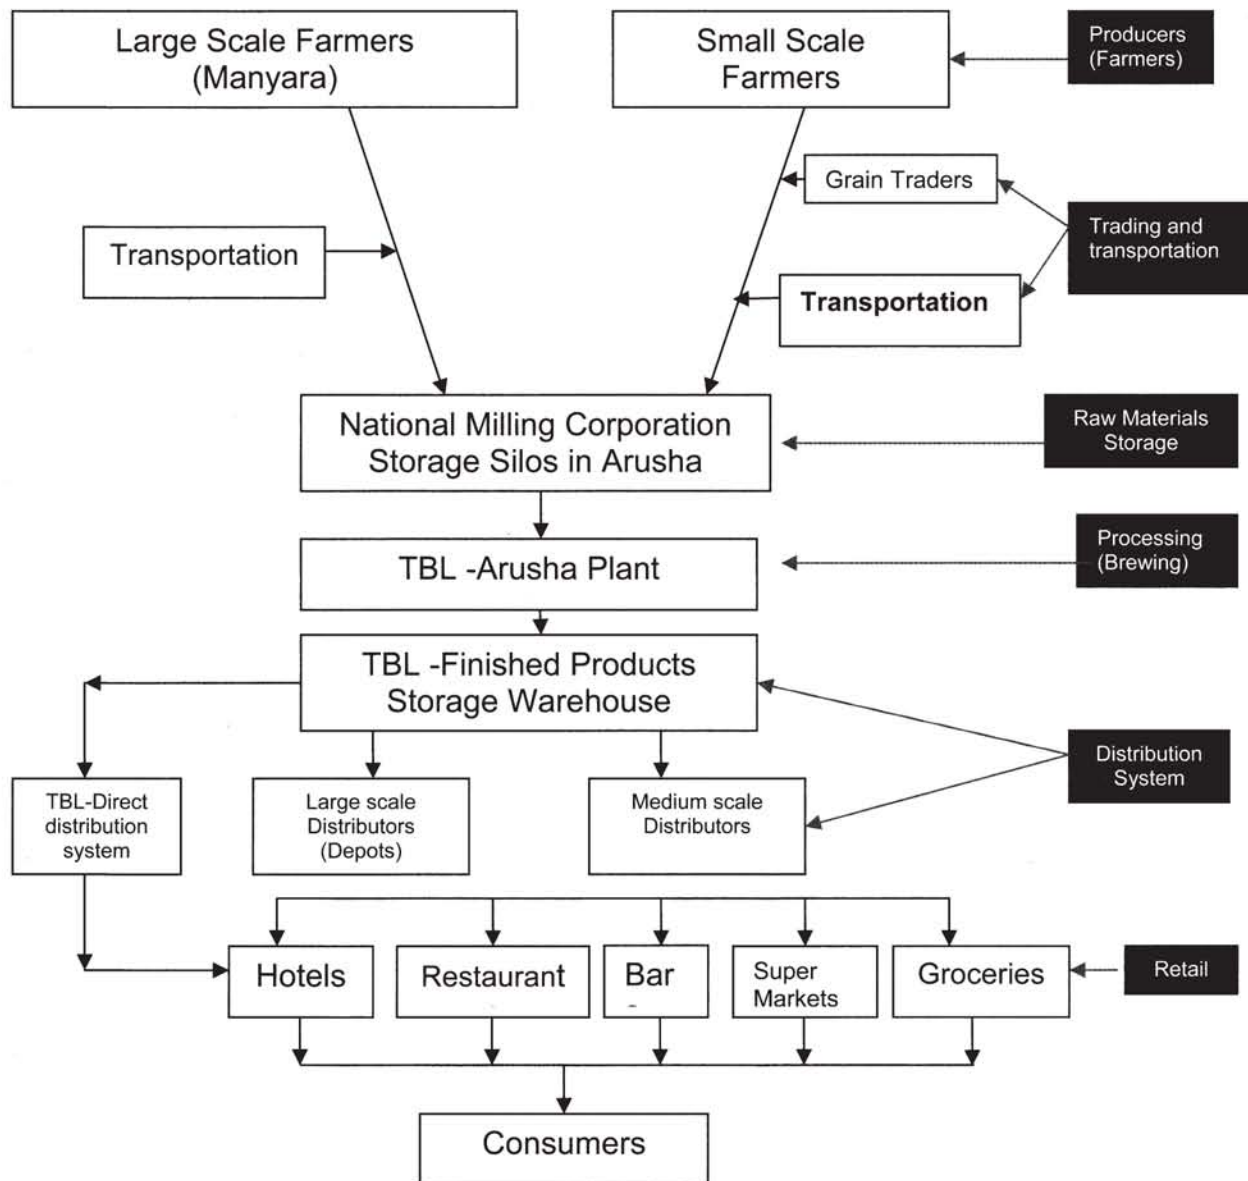 Large Scale Farmers
(Manyara)
Small Scale
Farmers
Producers
(Farmers)
Grain Traders
Trading and
transportation
Transportation
Transportation
National Milling Corporation
Storage Silos in Arusha
Raw Materials
Storage
TBL -Arusha Plant
Processing
(Brewing)
TBL -Finished Products
Storage Warehouse
Distribution
System
TBL-Direct
distribution
system
Large scale
Distributors
(Depots)
Medium scale
Distributors
Hotels
Restaurant
Bar
Super
Markets
Groceries
Retail
Consumers